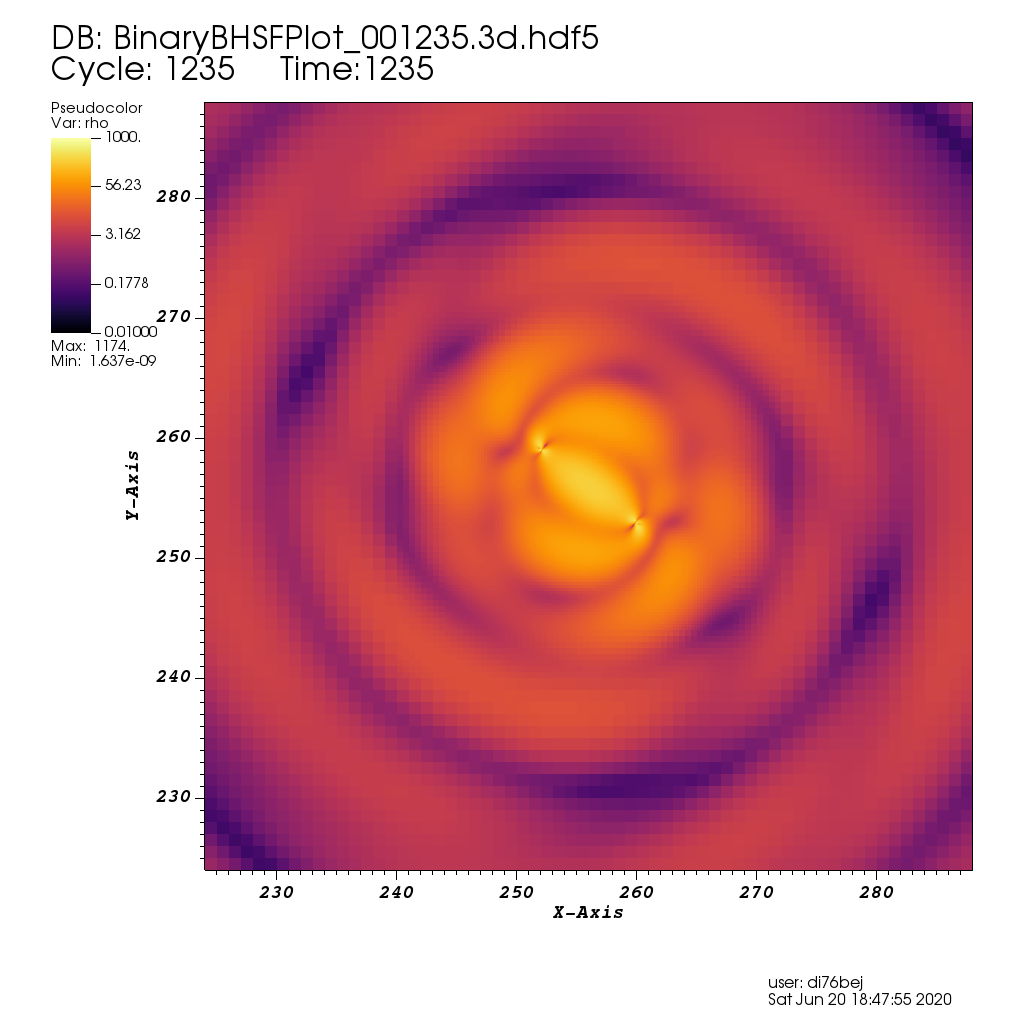 DB: BinaryBHSFPlot_001235.3d.hdf5
Cycle: 1235 Time:1235
Pseudocolor
Var: rho
1000.
56.23
3.162
0.1778
0.01000
Max: 1174.
Min: 1.637e-09
280
270
260
250
240
230
Y-Axis
230 240 250 260 270 280
X-Axis
user: di76bej
Sat Jun 20 18:47:55 2020